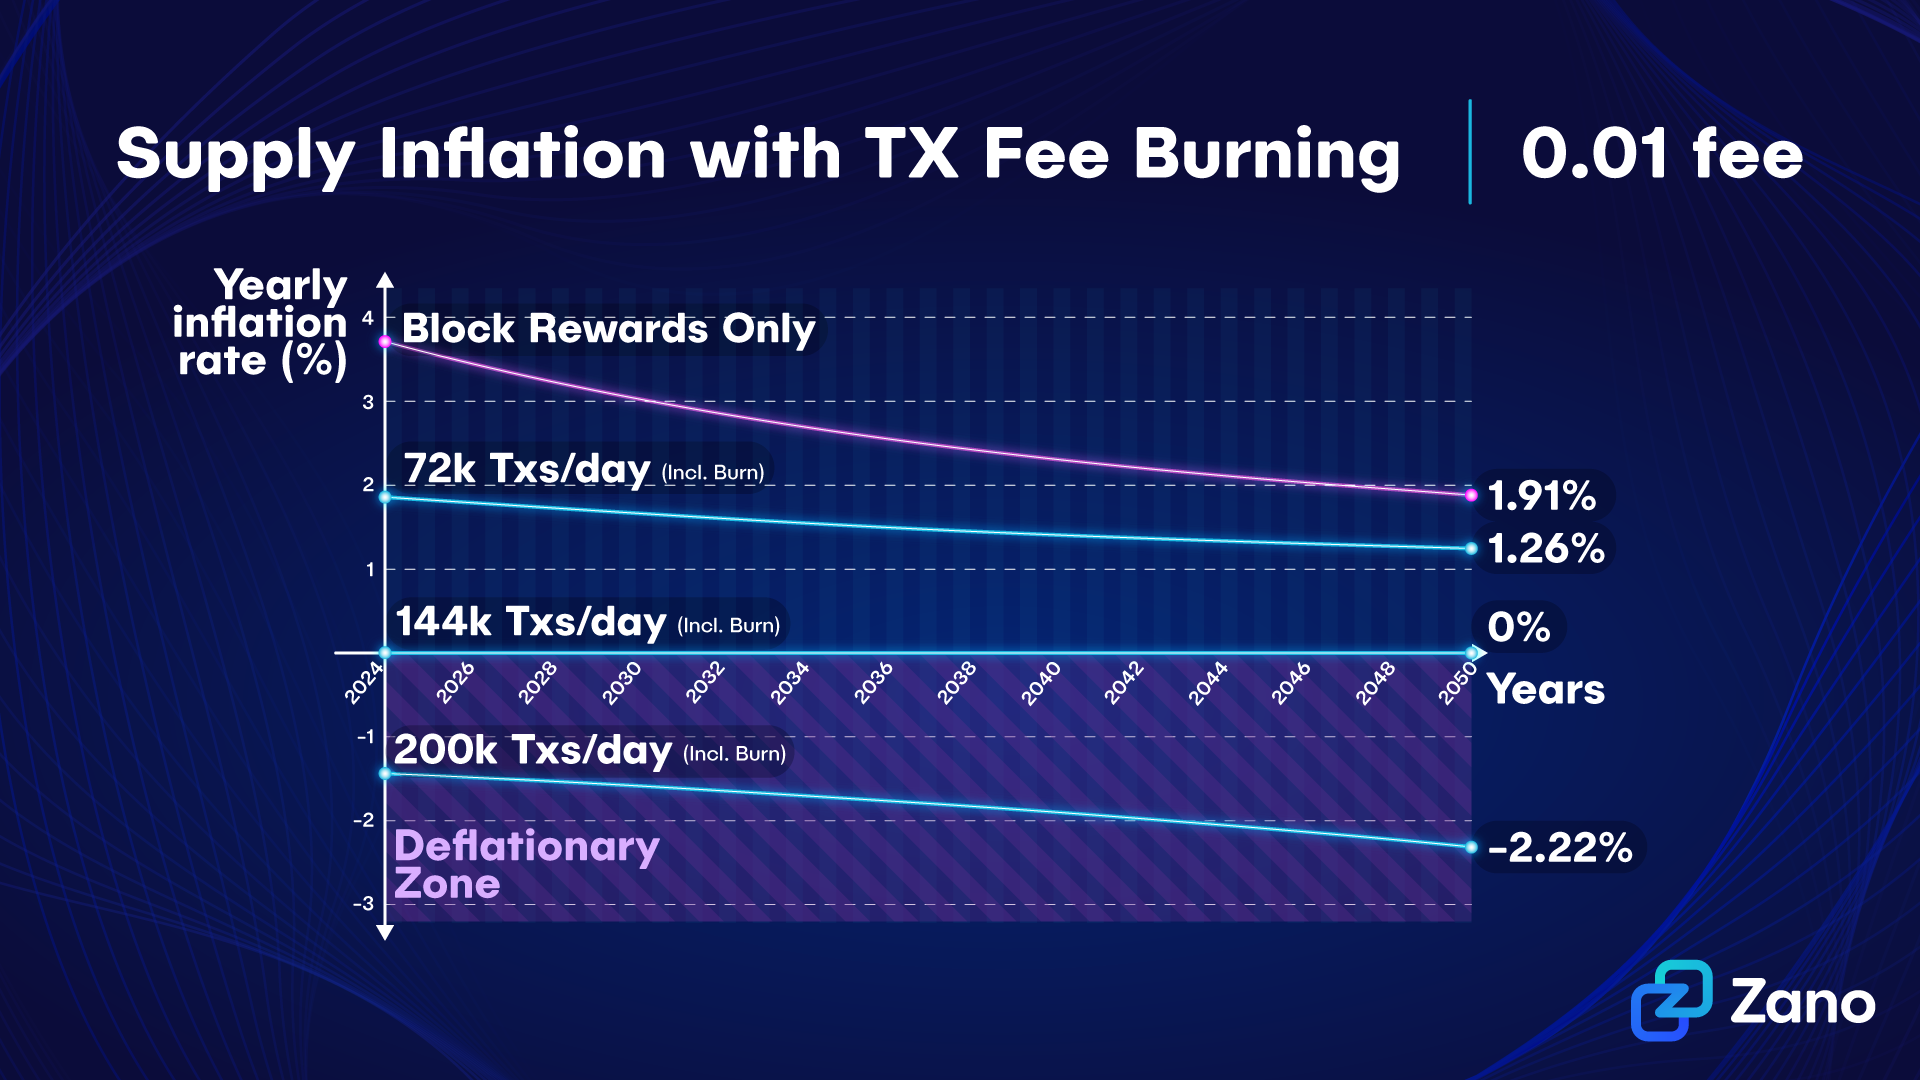 Supply Inflation with TX Fee Burning
0.01 fee
Yearly
inflation
rate (%)
4
Block Rewards Only
3
72k Txs/day (Incl. Burn)
2
1.91%
1.26%
1
144k Txs/day (Incl. Burn)
0%
2024 2026 2028 2030 2032 2034 2036 2038 2040 2042 2044 2046 2048 2050
Years
-1
200k Txs/day (Incl. Burn)
-2
-2.22%
Deflationary
Zone
-3
Zano